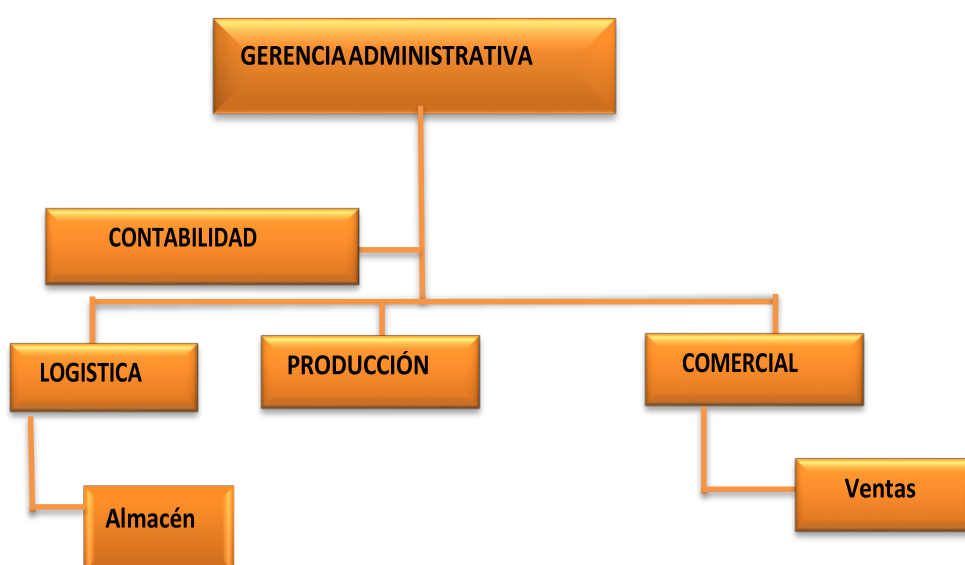 GERENCIA ADMINISTRATIVA
CONTABILIDAD
LOGISTICA
PRODUCCIÓN
COMERCIAL
Almacén
Ventas